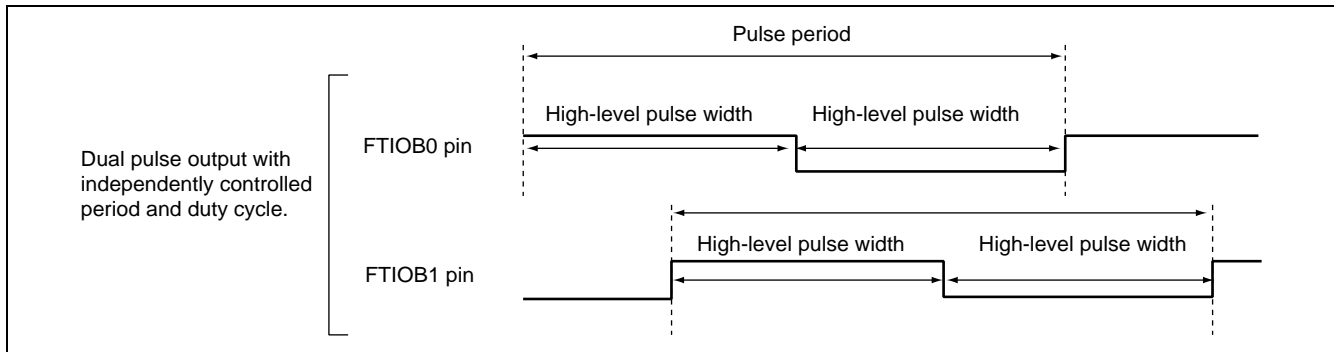 Pulse period
High-level pulse width High-level pulse width
FTIOB0 pin
Dual pulse output with
independently controlled
period and duty cycle.
High-level pulse width High-level pulse width
FTIOB1 pin